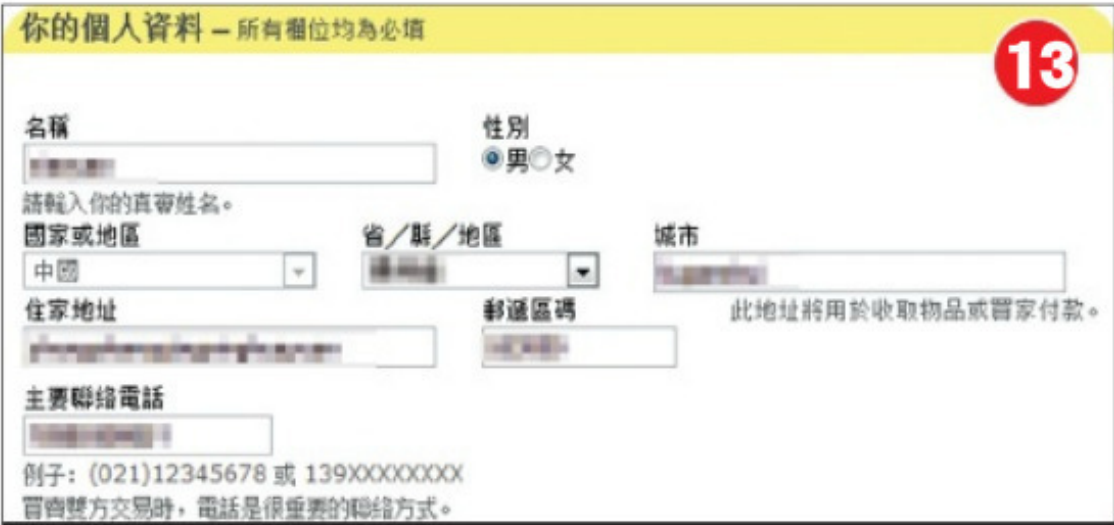 你的個人資料 – 所有欄位均為必填
13
名稱 性別
男 女
請輸入你的真實姓名。
國家或地區 省／縣／地區 城市
中國
住家地址 郵遞區碼 此地址將用於收取物品或買家付款。
主要聯絡電話
例子: (021)12345678 或 139XXXXXXXX
買賣雙方交易時，電話是很重要的聯絡方式。